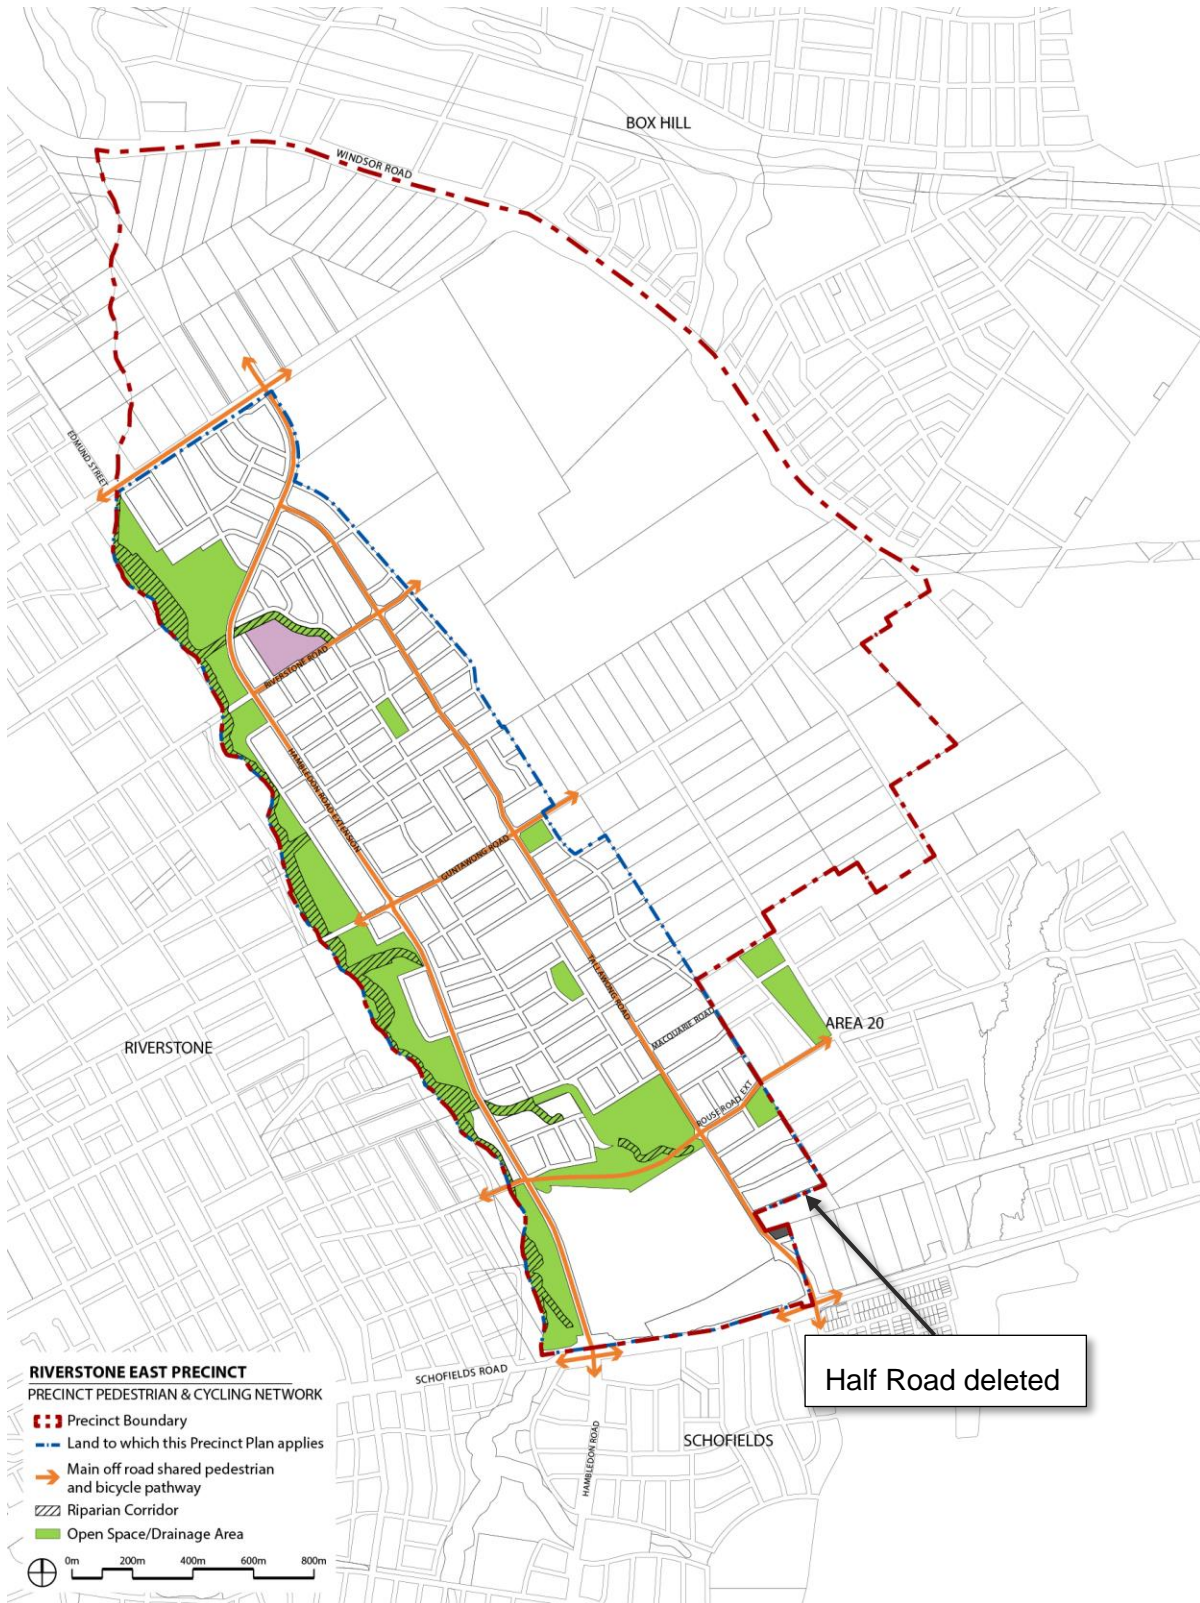 BOX HILL
WINDSOR ROAD
EDMUND STREET
RIVERSTONE ROAD
HAMBLEDON ROAD EXTENSION
GUNTAWONG ROAD
TALLAWONG ROAD
MACQUARIE ROAD
AREA 20
RIVERSTONE
ROUSE ROAD EXT
Half Road deleted
SCHOFIELDS ROAD
HAMBLEDON ROAD
SCHOFIELDS
RIVERSTONE EAST PRECINCT
PRECINCT PEDESTRIAN & CYCLING NETWORK
Precinct Boundary
Land to which this Precinct Plan applies
Main off road shared pedestrian
and bicycle pathway
Riparian Corridor
Open Space/Drainage Area
0m 200m 400m 600m 800m